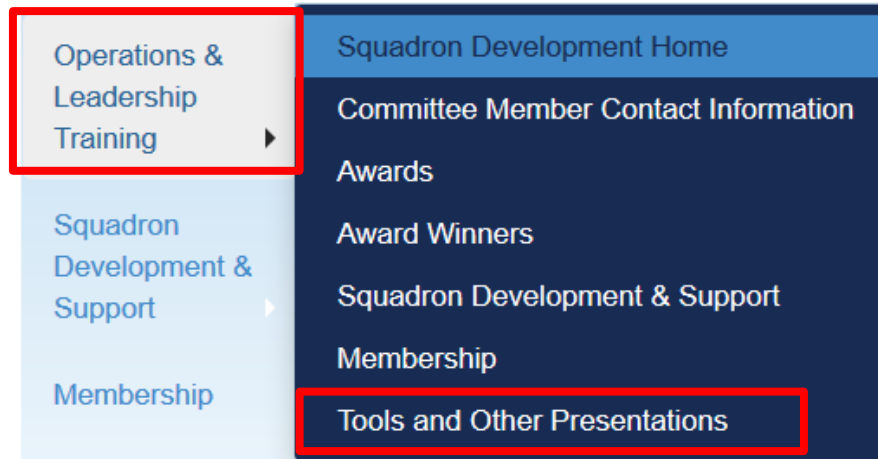 Operations &
Leadership
Training
Squadron
Development &
Support
Membership
Squadron Development Home
Committee Member Contact Information
Awards
Award Winners
Squadron Development & Support
Membership
Tools and Other Presentations